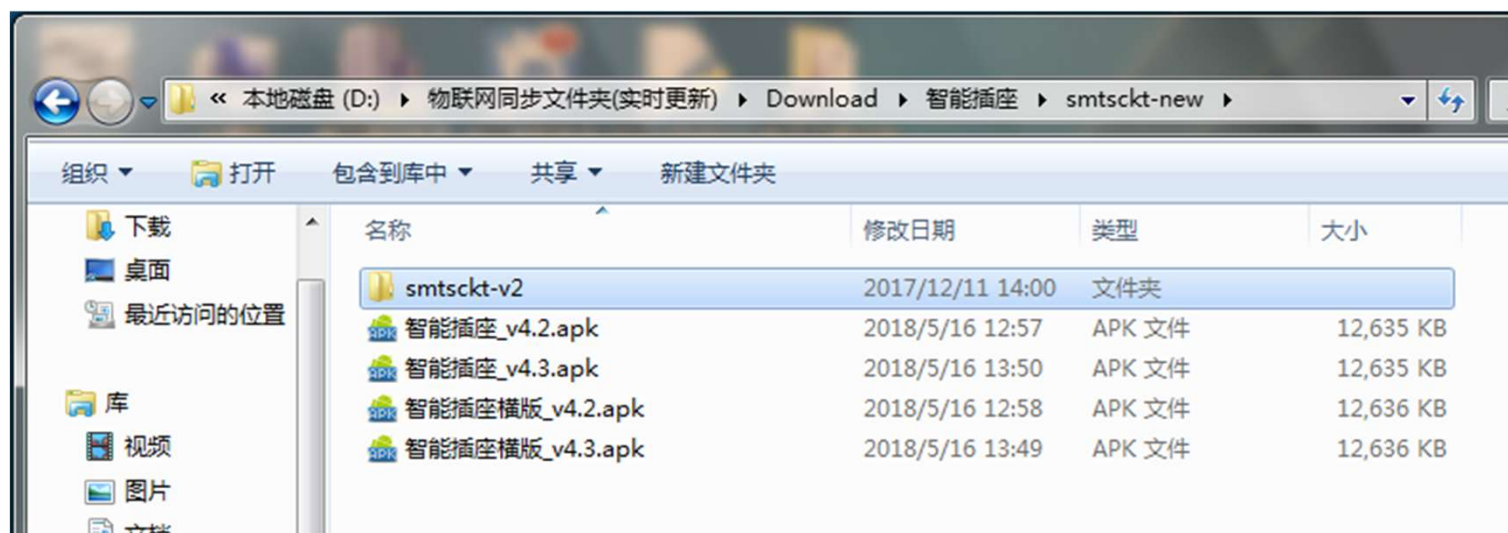 « 本地磁盘 (D:) 物联网同步文件夹(实时更新) Download 智能插座 smtsckt-new
组织 打开 包含到库中 共享 新建文件夹
下载
桌面
最近访问的位置
库
视频
图片
文档
名称 修改日期 类型 大小
smtsckt-v2 2017/12/11 14:00 文件夹
智能插座_v4.2.apk 2018/5/16 12:57 APK 文件 12,635 KB
智能插座_v4.3.apk 2018/5/16 13:50 APK 文件 12,635 KB
智能插座横版_v4.2.apk 2018/5/16 12:58 APK 文件 12,636 KB
智能插座横版_v4.3.apk 2018/5/16 13:49 APK 文件 12,636 KB